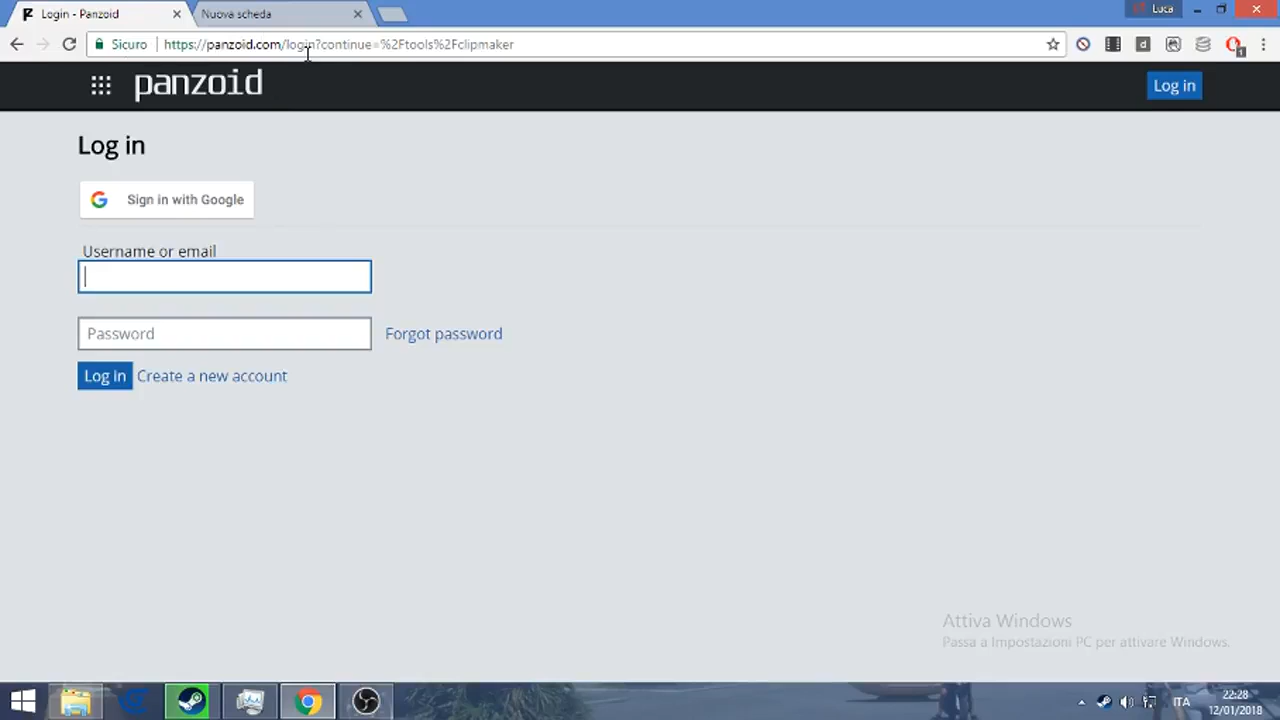 Login - Panzoid
Nuova scheda
Luca
Sicuro
https://panzoid.com/login?continue=%2Ftools%2Fclipmaker
d
1
panzoid
Log in
Log in
Sign in with Google
Username or email
Password
Forgot password
Log in
Create a new account
Attiva Windows
Passa a Impostazioni PC per attivare Windows.
ITA
22:28
12/01/2018